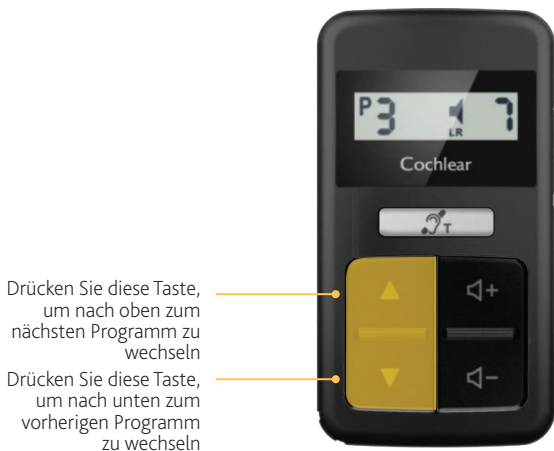 P3 LR 7
Cochlear
T
Drücken Sie diese Taste,
um nach oben zum
nächsten Programm zu
wechseln
Drücken Sie diese Taste,
um nach unten zum
vorherigen Programm
zu wechseln